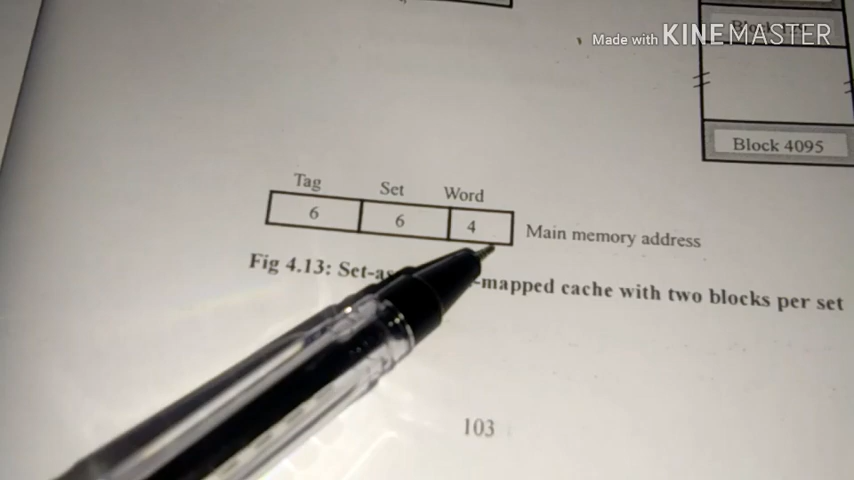 Made with KINEMASTER
Block 4095
Tag Set Word
6 6 4
Main memory address
Fig 4.13: Set-as -mapped cache with two blocks per set
103